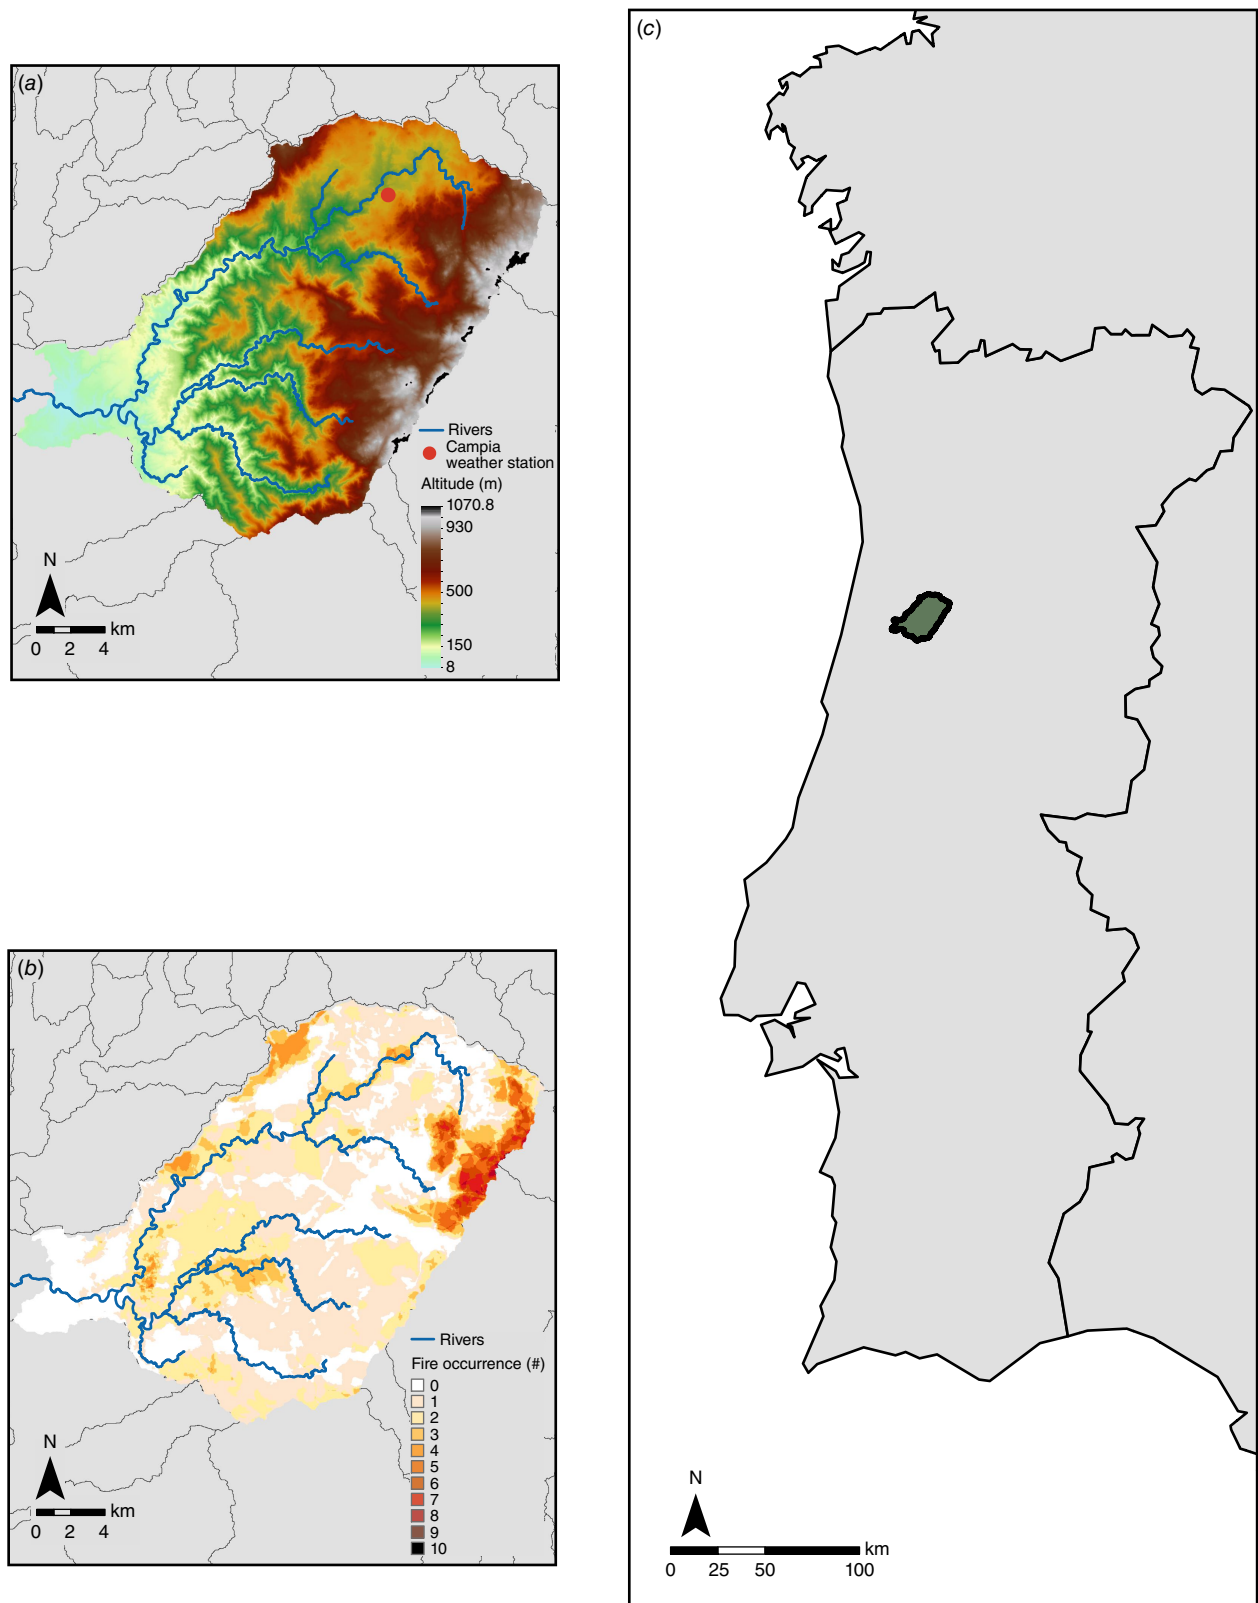 (a)
Rivers
Campia
weather station
Altitude (m)
1070.8
930
500
150
8
N
km
0 2 4
(b)
Rivers
Fire occurrence (#)
0
1
2
3
4
5
6
7
8
9
10
N
km
0 2 4
(c)
N
km
0 25 50 100